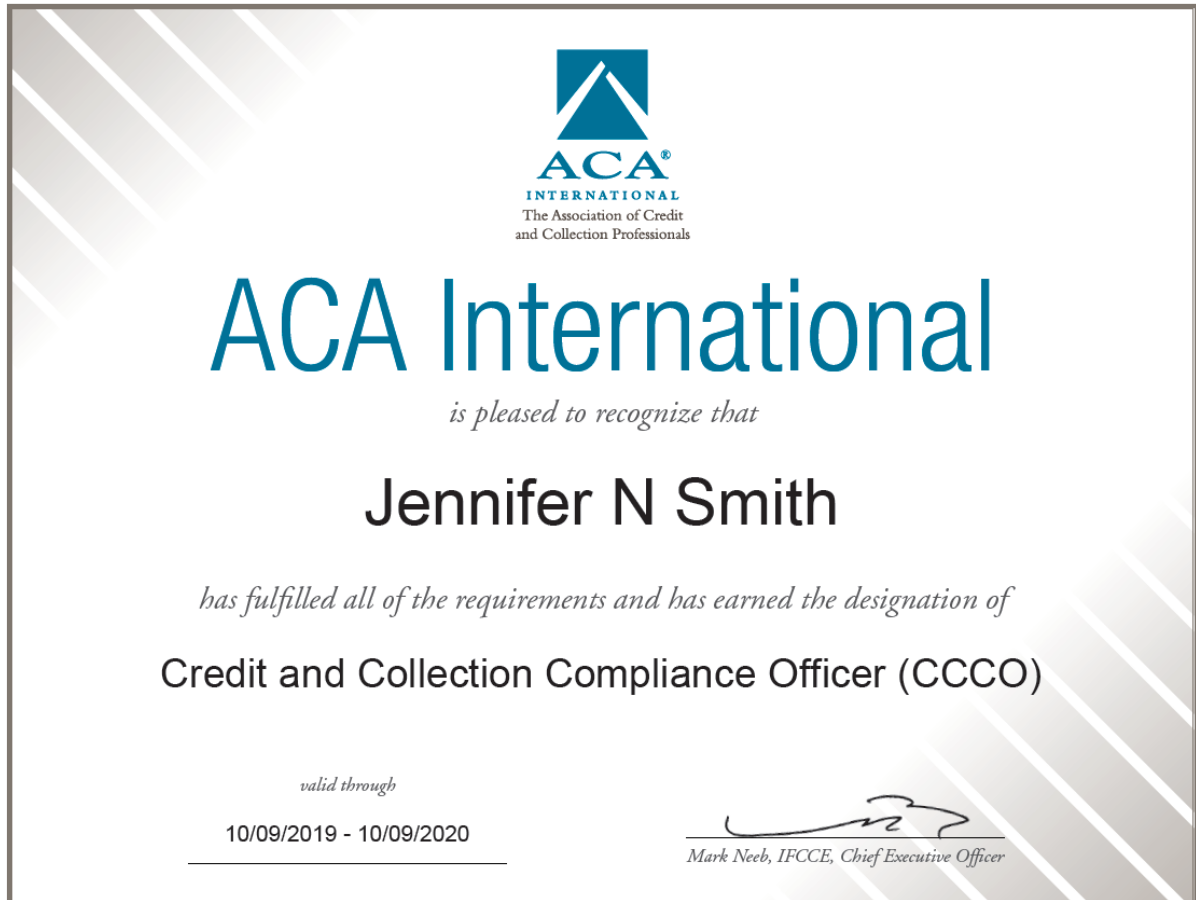 ACA®
INTERNATIONAL
The Association of Credit
and Collection Professionals
ACA International
is pleased to recognize that
Jennifer N Smith
has fulfilled all of the requirements and has earned the designation of
Credit and Collection Compliance Officer (CCCO)
valid through
10/09/2019 - 10/09/2020
Mark Neeb, IFCCE, Chief Executive Officer